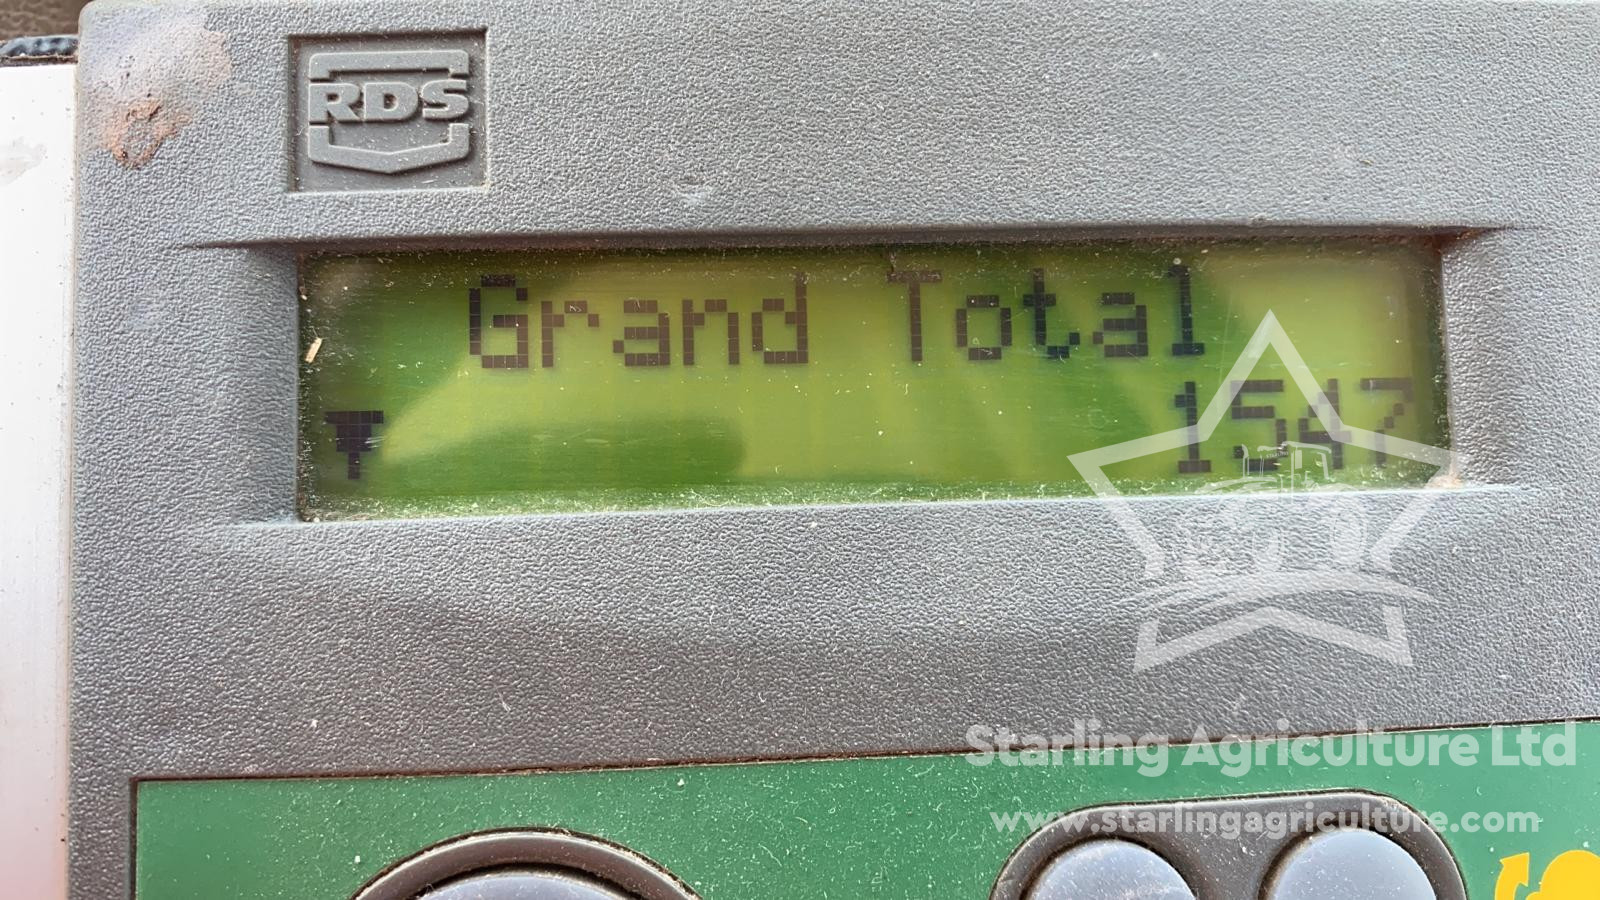 RDS
Grand Total
1547
Starling Agriculture Ltd
www.starlingagriculture.com